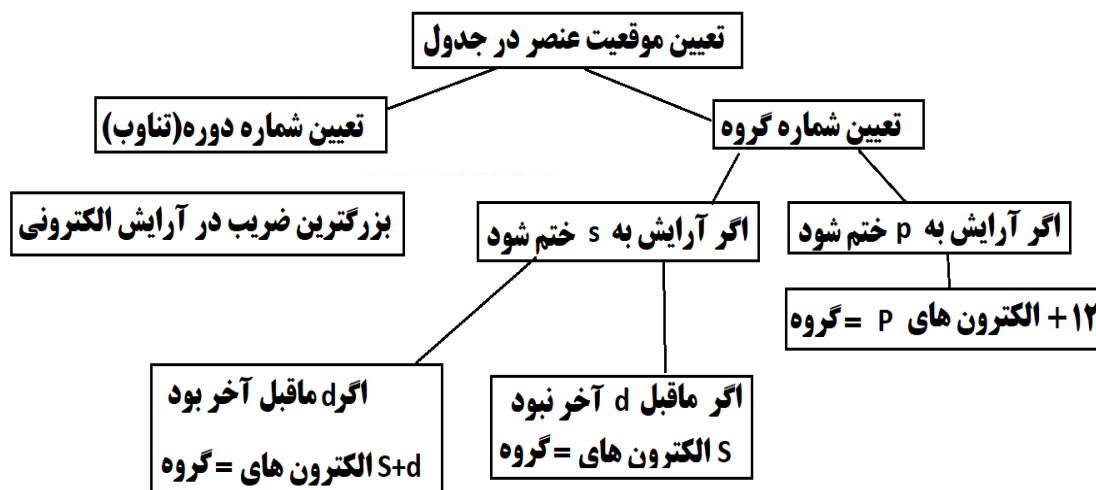 تعیین موقعیت عنصر در جدول
تعیین شماره گروه
تعیین شماره دوره(تناوب)
اگر آرایش به p ختم شود
اگر آرایش به s ختم شود
بزرگترین ضریب در آرایش الکترونی
۱۲+ الکترون های P =گروه
اگر ماقبل d آخر نبود
S الکترون های =گروه
اگرd ماقبل آخر بود
S+d الکترون های =گروه